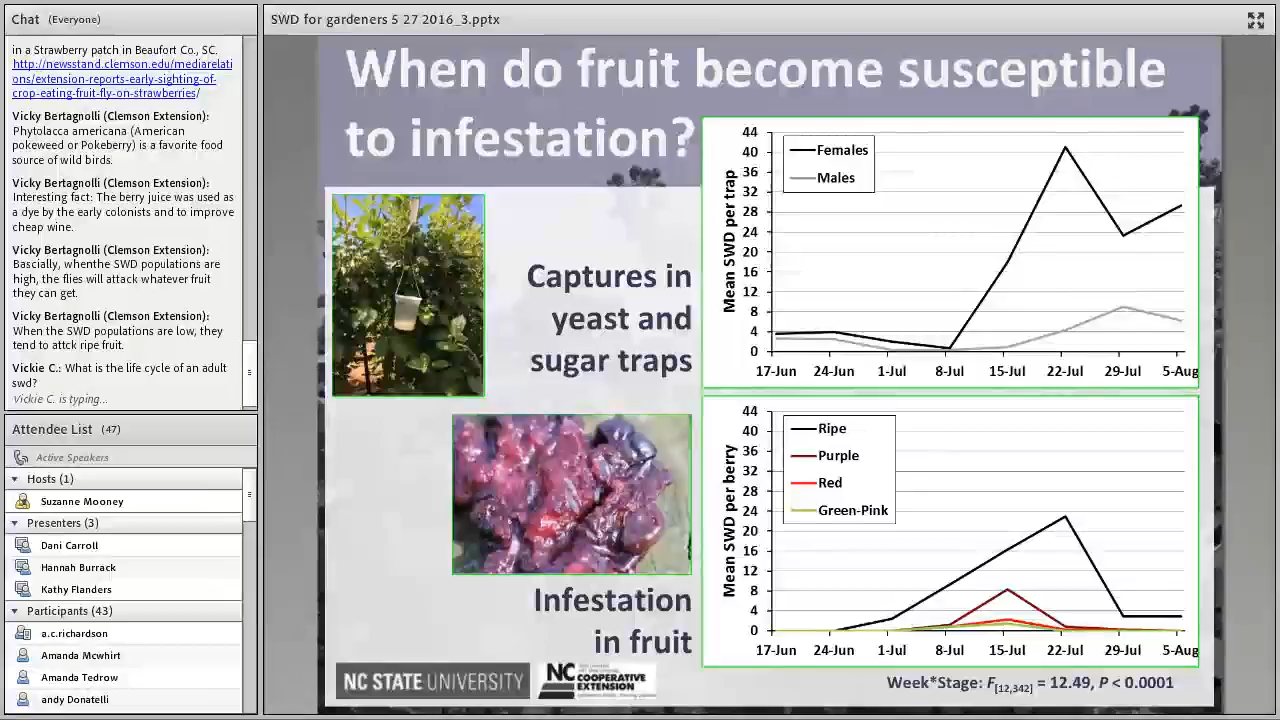 Chat (Everyone)
in a Strawberry patch in Beaufort Co., SC.
http://newsstand.clemson.edu/mediarelati
ons/extension-reports-early-sighting-of-
crop-eating-fruit-fly-on-strawberries/
Vicky Bertagnolli (Clemson Extension):
Phytolacca americana (American
pokeweed or Pokeberry) is a favorite food
source of wild birds.
Vicky Bertagnolli (Clemson Extension):
Interesting fact: The berry juice was used as
a dye by the early colonists and to improve
cheap wine.
Vicky Bertagnolli (Clemson Extension):
Typically, whenthe SWD populations are
high, the flies will attack whatever fruit
they can get.
Vicky Bertagnolli (Clemson Extension):
When the SWD populations are low, they
tend to attck ripe fruit.
Vickie C.: What is the life cycle of an adult
swd?
Vickie C. is typing...
Attendee List (47)
Active Speakers
Hosts (1)
Suzanne Mooney
Presenters (3)
Dani Carroll
Hannah Burrack
Kathy Flanders
Participants (43)
a.c.richardson
Amanda Mcwhirt
Amanda Tedrow
andy Donatelli
SWD for gardeners 5 27 2016_3.pptx
When do fruit become susceptible
to infestation?
Captures in
yeast and
sugar traps
Mean SWD per trap
44
40
36
32
28
24
20
16
12
8
4
0
Females
Males
17-Jun 24-Jun 1-Jul 8-Jul 15-Jul 22-Jul 29-Jul 5-Aug
Infestation
in fruit
Mean SWD per berry
44
40
36
32
28
24
20
16
12
8
4
0
Ripe
Purple
Red
Green-Pink
17-Jun 24-Jun 1-Jul 8-Jul 15-Jul 22-Jul 29-Jul 5-Aug
NC STATE UNIVERSITY
NC COOPERATIVE
EXTENSION
Week*Stage: F[12,342] = 12.49, P < 0.0001